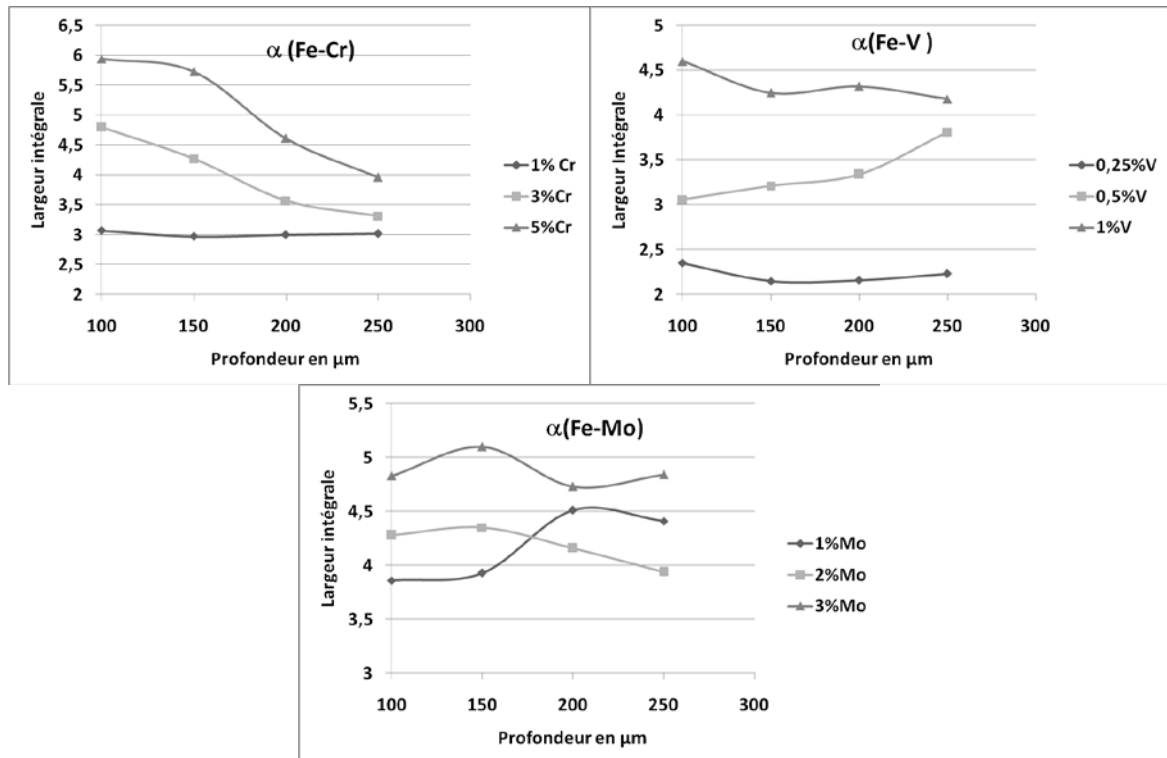 α (Fe-Cr)
Largeur intégrale
6,5
6
5,5
5
4,5
4
3,5
3
2,5
2
100 150 200 250 300
Profondeur en µm
1% Cr
3%Cr
5%Cr
α(Fe-V )
Largeur Intégrale
5
4,5
4
3,5
3
2,5
2
100 150 200 250 300
Profondeur en µm
0,25%V
0,5%V
1%V
α(Fe-Mo)
Largeur intégrale
5,5
5
4,5
4
3,5
3
100 150 200 250 300
Profondeur en µm
1%Mo
2%Mo
3%Mo